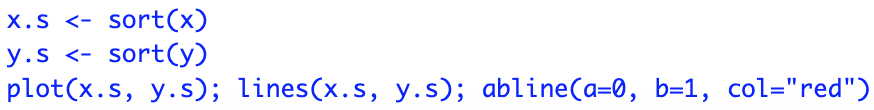 x.s <- sort(x)
y.s <- sort(y)
plot(x.s, y.s); lines(x.s, y.s); abline(a=0, b=1, col="red")